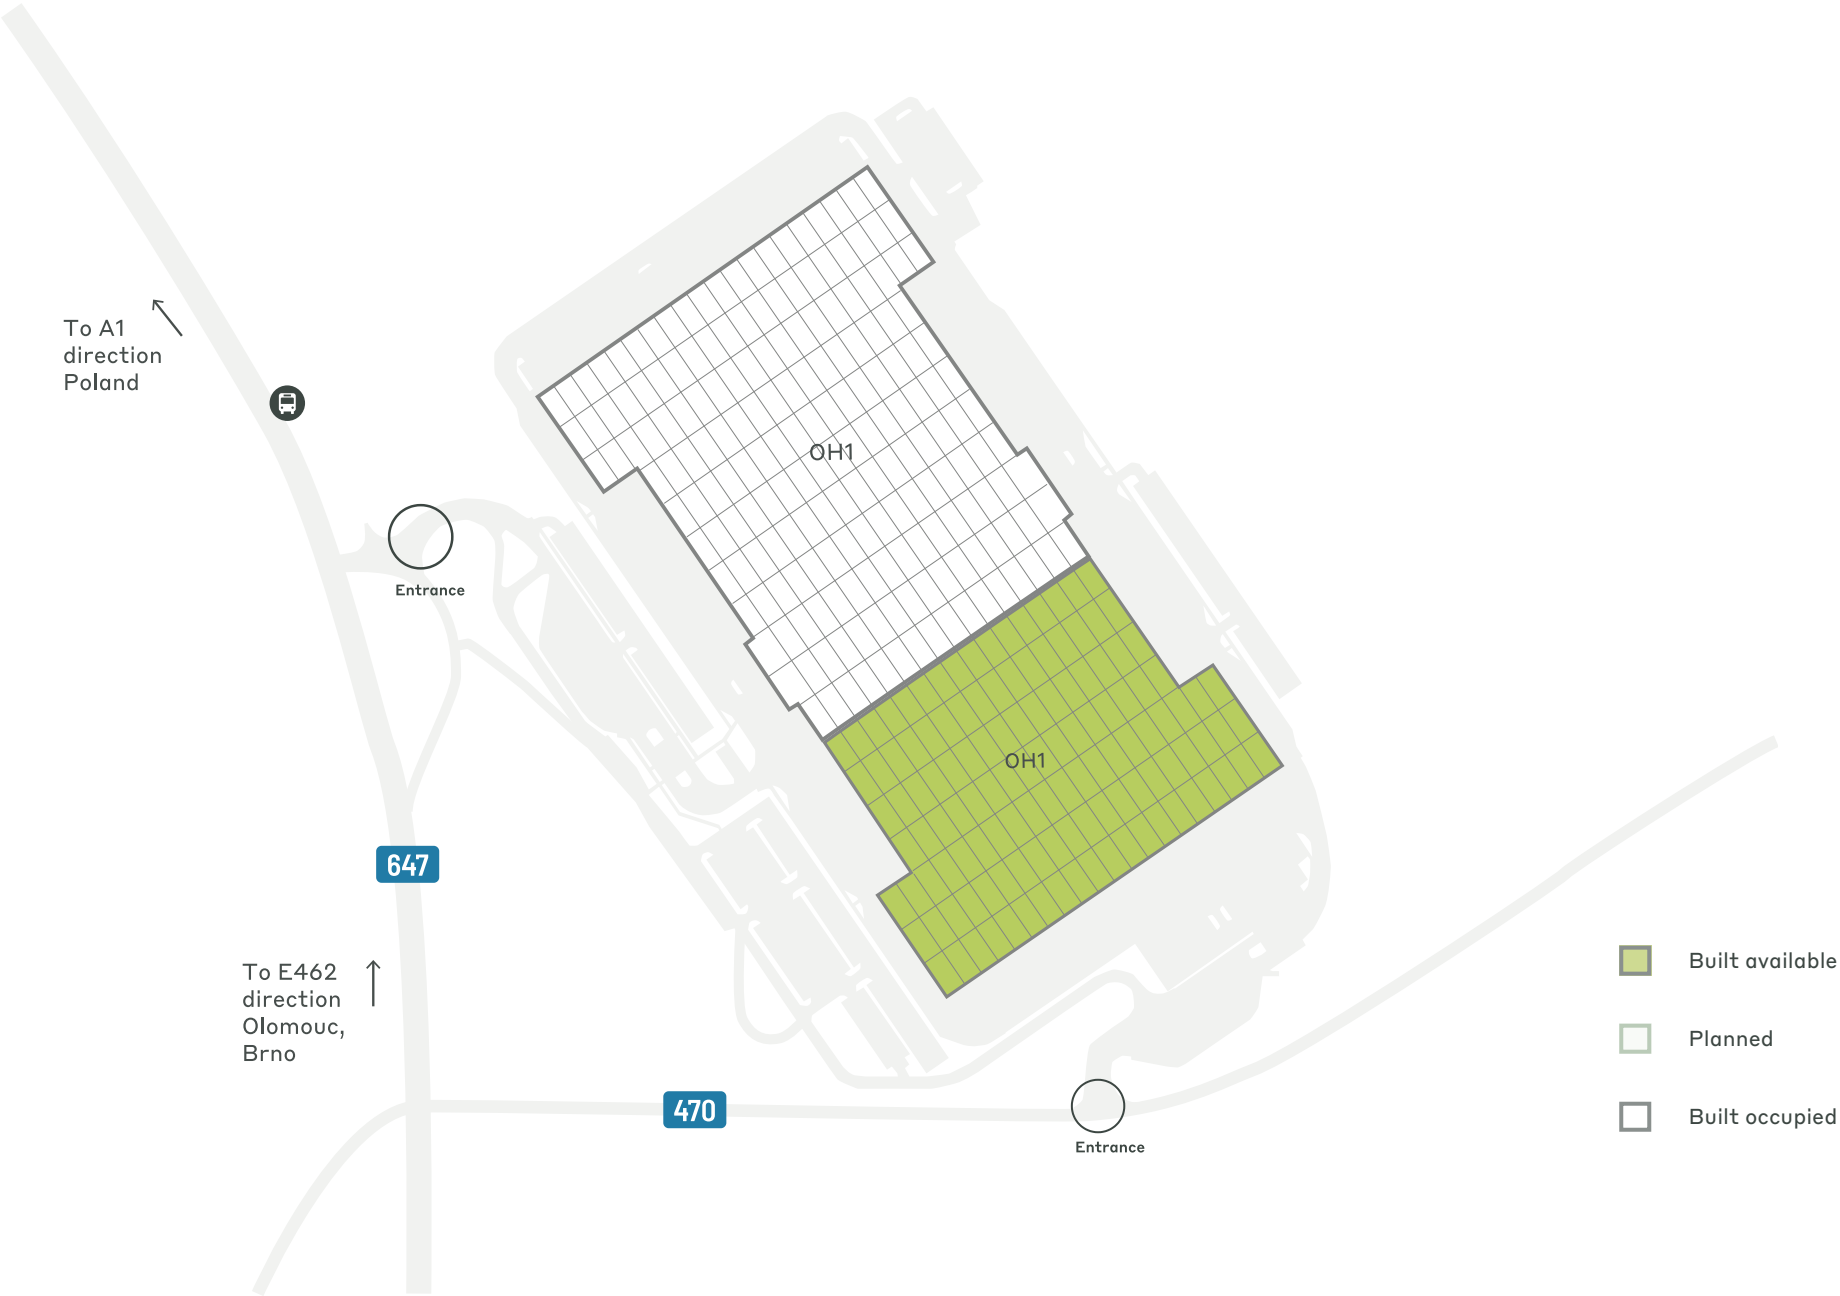 To A1
direction
Poland
OH1
Entrance
OH1
647
To E462
direction
Olomouc,
Brno
470
Entrance
Built available
Planned
Built occupied